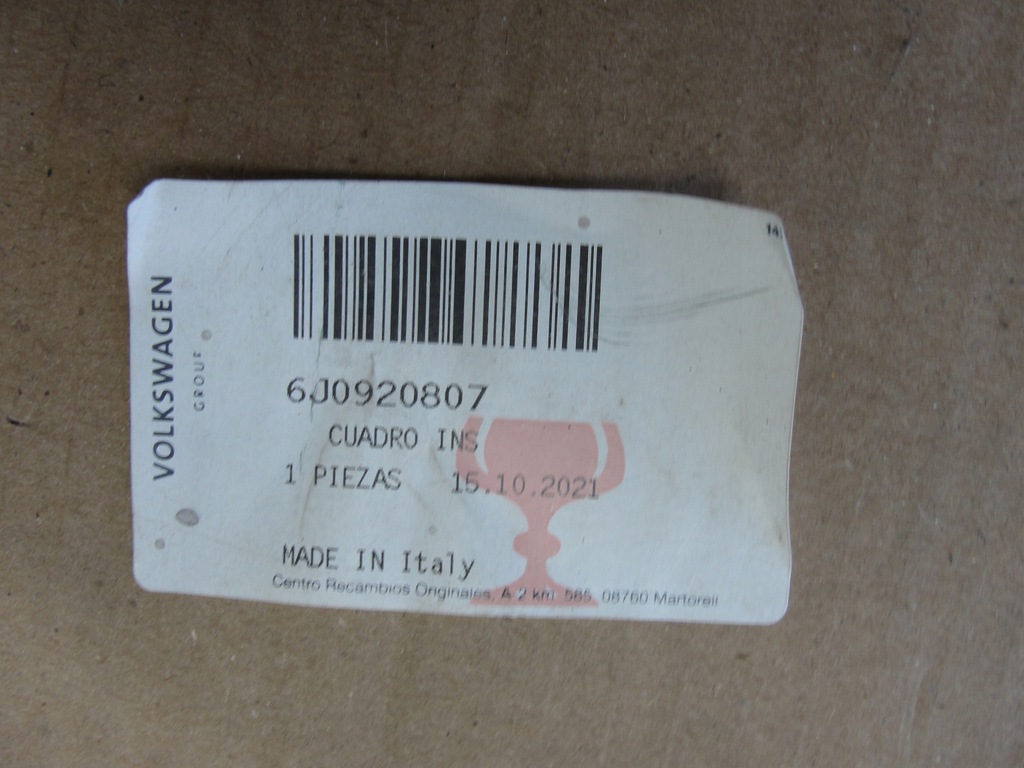 14
VOLKSWAGEN
GROUP
6J0920807
CUADRO INS
1 PIEZAS 15.10.2021
MADE IN Italy
Centro Recambios Originales, A-2 km. 585, 08760 Martorell